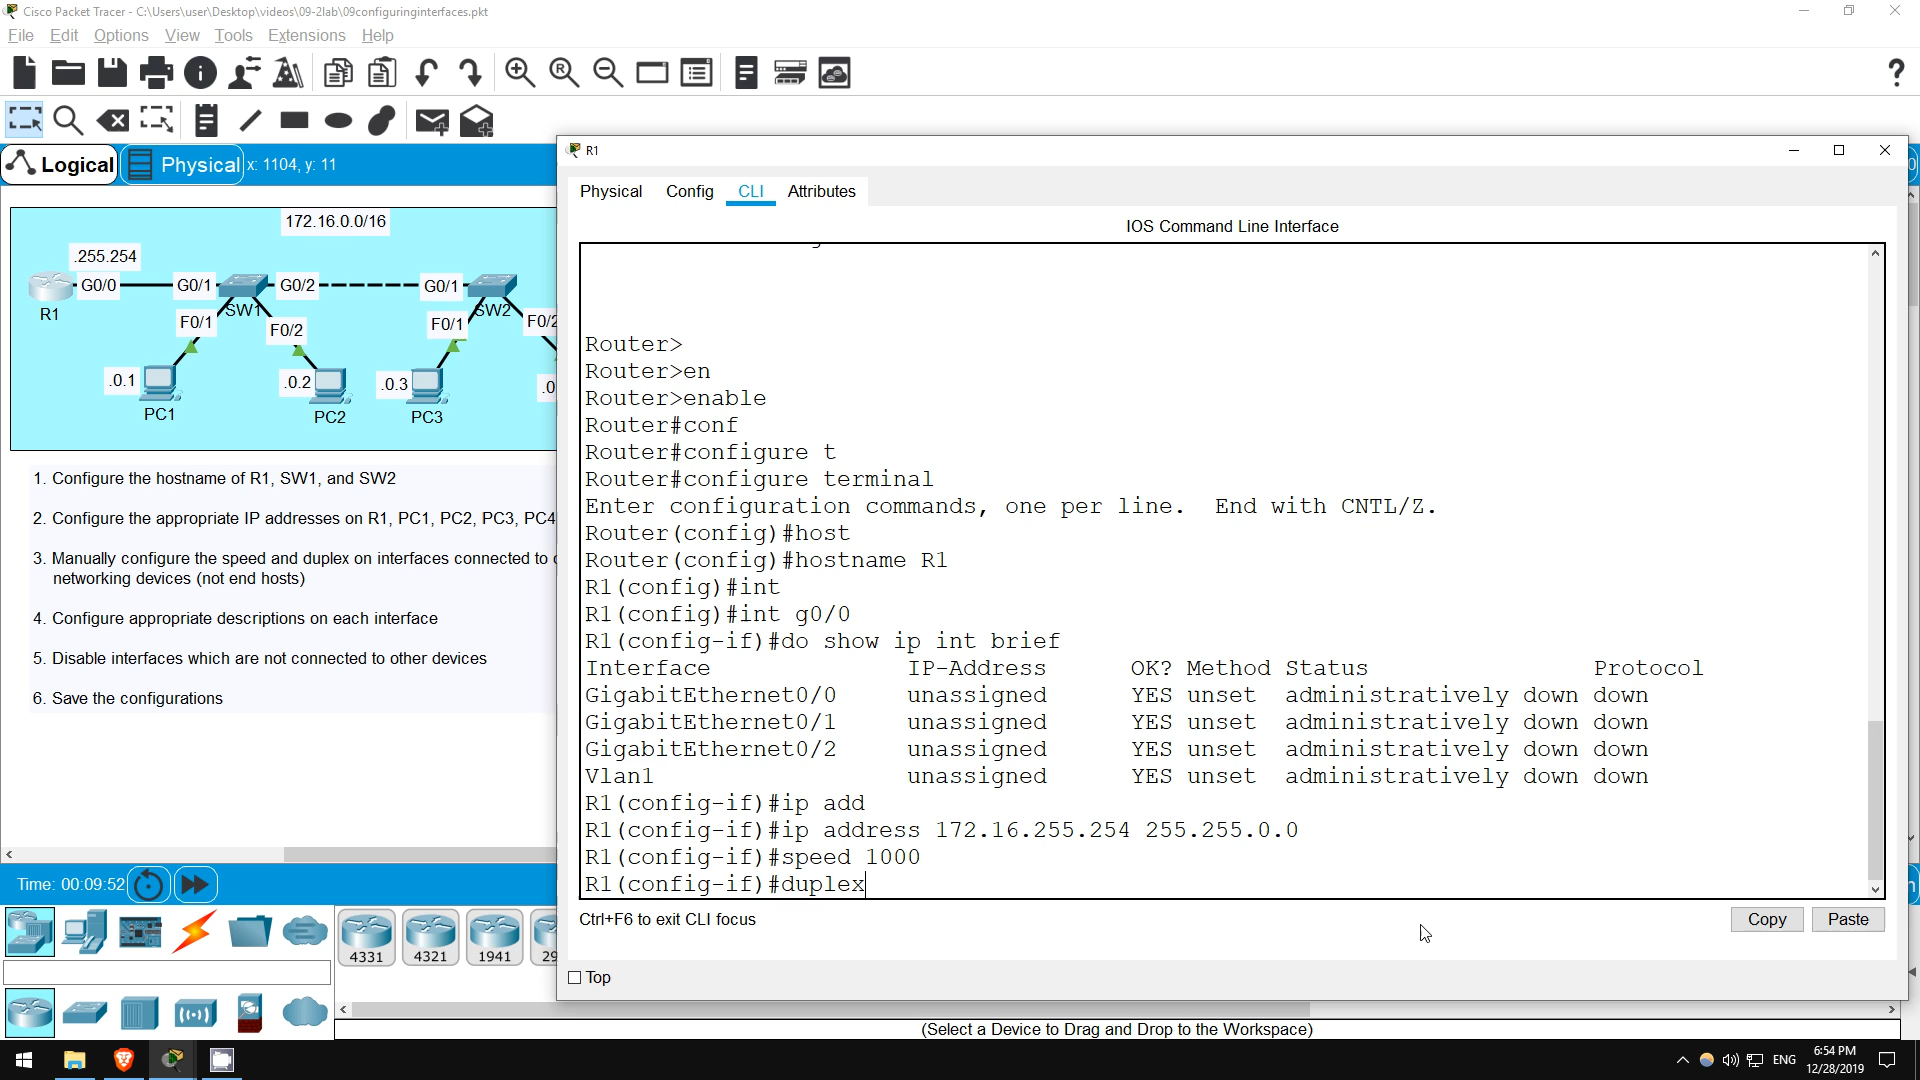 Cisco Packet Tracer - C:\Users\user\Desktop\videos\09-2lab\09configuringinterfaces.pkt
File Edit Options View Tools Extensions Help
Logical Physical x: 1104, y: 11
172.16.0.0/16
.255.254
G0/0 G0/1 G0/2 G0/1
R1 SW1 SW2
F0/1 F0/2 F0/1 F0/2
.0.1 .0.2 .0.3
PC1 PC2 PC3
1. Configure the hostname of R1, SW1, and SW2
2. Configure the appropriate IP addresses on R1, PC1, PC2, PC3, PC4
3. Manually configure the speed and duplex on interfaces connected to
networking devices (not end hosts)
4. Configure appropriate descriptions on each interface
5. Disable interfaces which are not connected to other devices
6. Save the configurations
R1
Physical Config CLI Attributes
IOS Command Line Interface
Router>
Router>en
Router>enable
Router#conf
Router#configure t
Router#configure terminal
Enter configuration commands, one per line. End with CNTL/Z.
Router(config)#host
Router(config)#hostname R1
R1(config)#int
R1(config)#int g0/0
R1(config-if)#do show ip int brief
Interface IP-Address OK? Method Status Protocol
GigabitEthernet0/0 unassigned YES unset administratively down down
GigabitEthernet0/1 unassigned YES unset administratively down down
GigabitEthernet0/2 unassigned YES unset administratively down down
Vlan1 unassigned YES unset administratively down down
R1(config-if)#ip add
R1(config-if)#ip address 172.16.255.254 255.255.0.0
R1(config-if)#speed 1000
R1(config-if)#duplex
Ctrl+F6 to exit CLI focus
Copy Paste
Top
Time: 00:09:52
4331 4321 1941 29
(Select a Device to Drag and Drop to the Workspace)
ENG
6:54 PM
12/28/2019